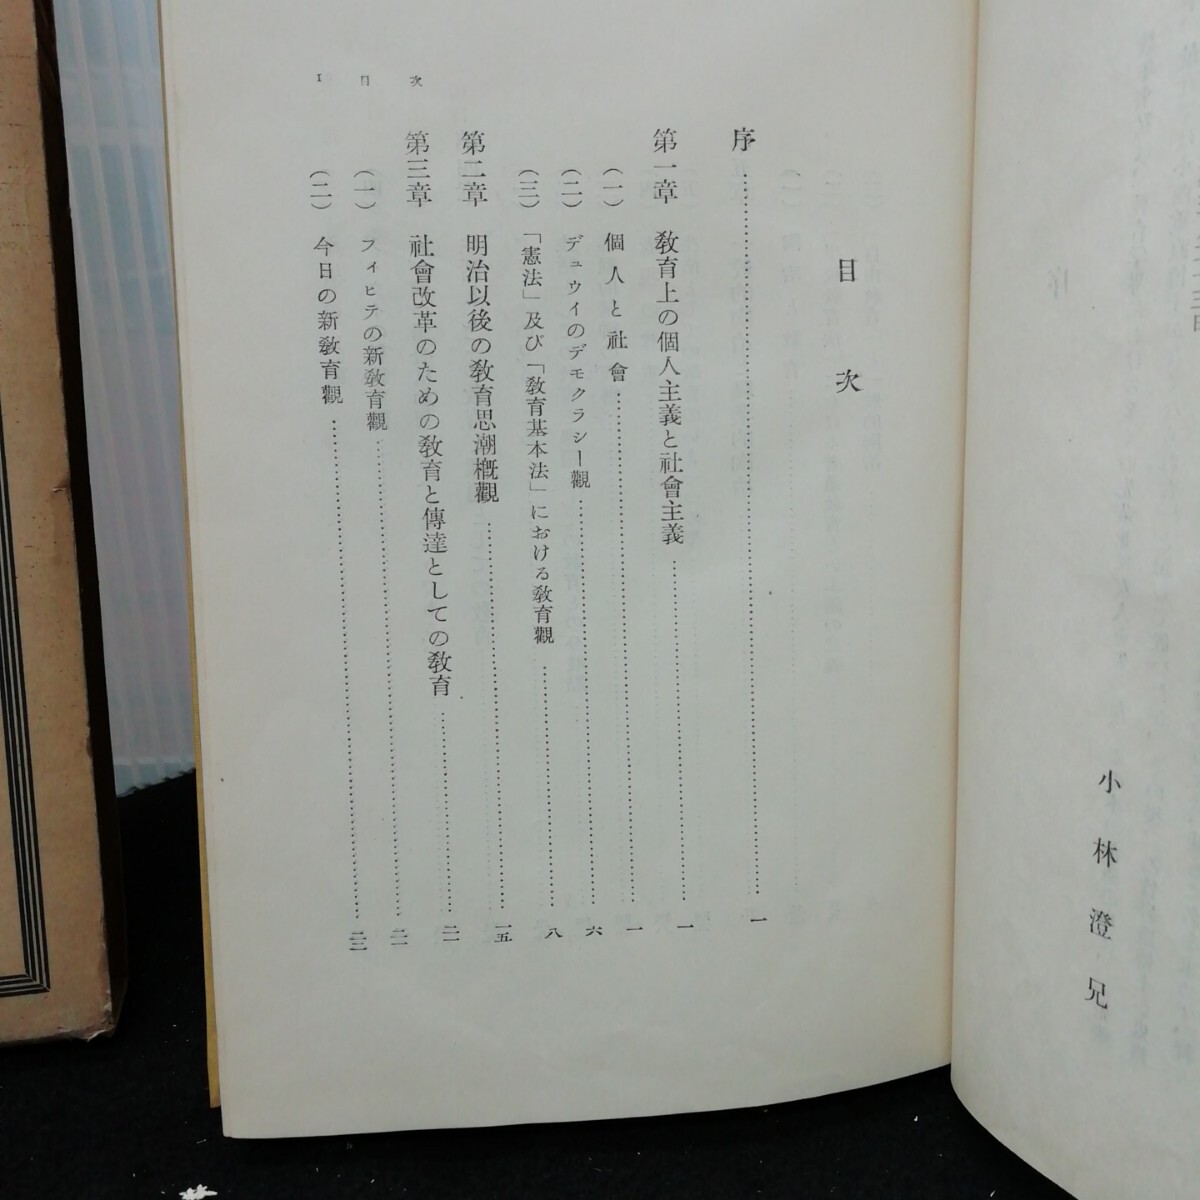 小林澄兄
目次
序……一
第一章 教育上の個人主義と社會主義……一
(一) 個人と社會……一
(二) デュウイのデモクラシー觀……六
(三) 「憲法」及び「教育基本法」における教育觀……八
第二章 明治以後の教育思潮概觀……一五
第三章 社會改革のための教育と傳達としての教育……二一
(一) フィヒテの新教育觀……二一
(二) 今日の新教育觀……二三
1 目次